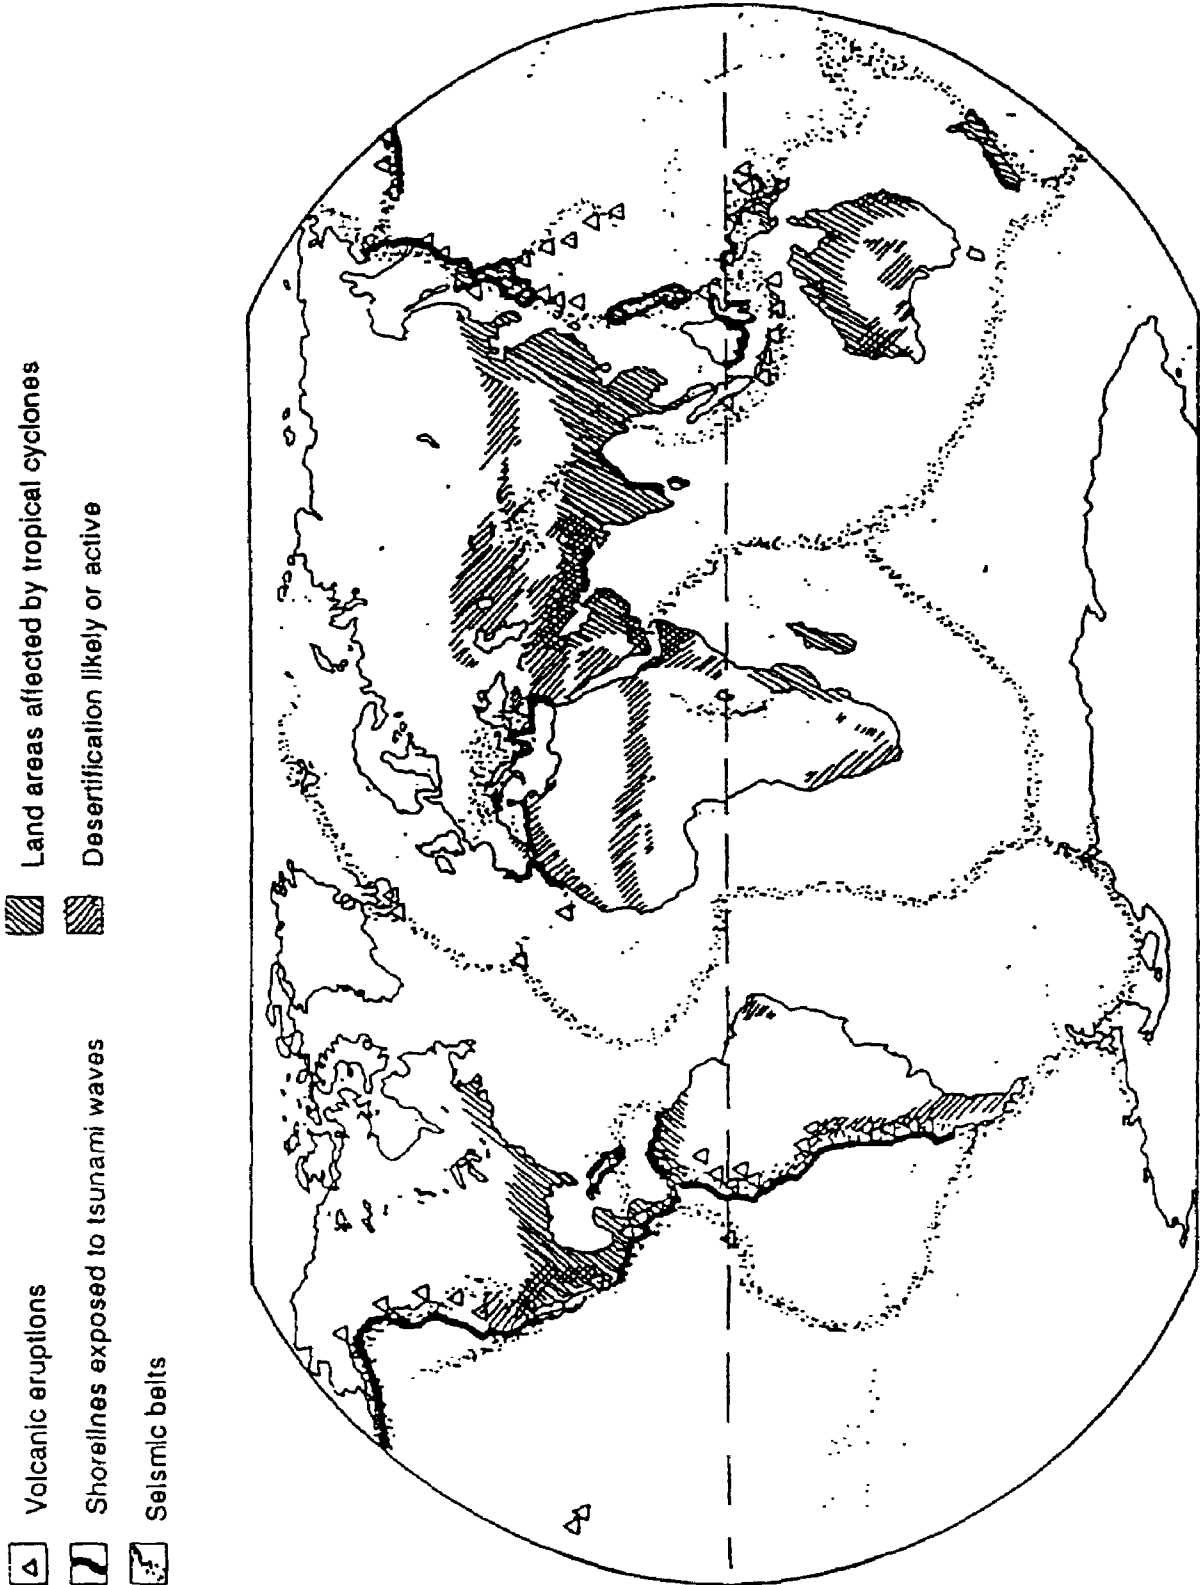 Volcanic eruptions
Shorelines exposed to tsunami waves
Seismic belts
Land areas affected by tropical cyclones
Desertification likely or active